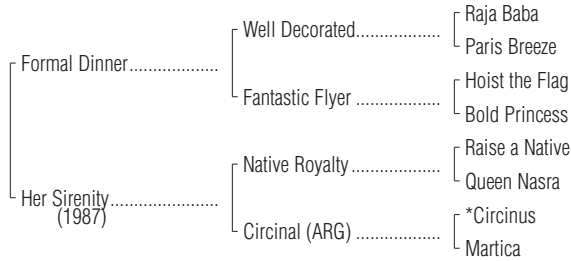 Raja Baba
Well Decorated..................
Paris Breeze
Formal Dinner...................
Hoist the Flag
Fantastic Flyer ..................
Bold Princess
Raise a Native
Native Royalty ...................
Queen Nasra
Her Sirenity.......................
(1987)
*Circinus
Circinal (ARG) ..................
Martica